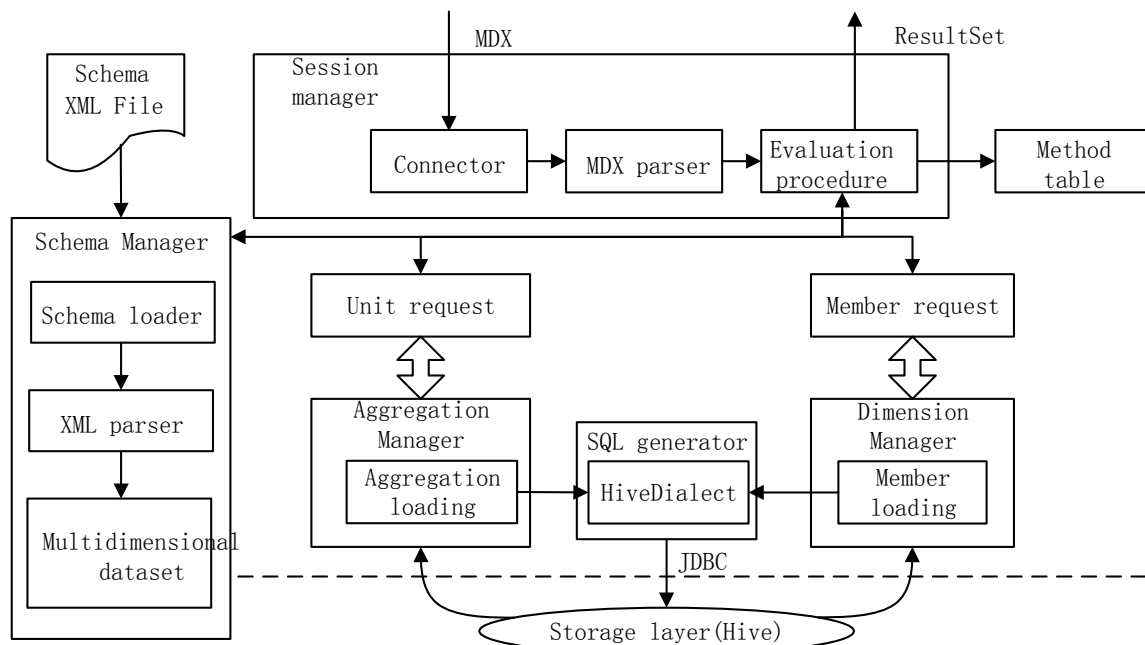 MDX
ResultSet
Schema
XML File
Session
manager
Connector
MDX parser
Evaluation
procedure
Method
table
Schema Manager
Schema loader
XML parser
Multidimensional
dataset
Unit request
Member request
Aggregation
Manager
Aggregation
loading
SQL generator
HiveDialect
Dimension
Manager
Member
loading
JDBC
Storage layer(Hive)